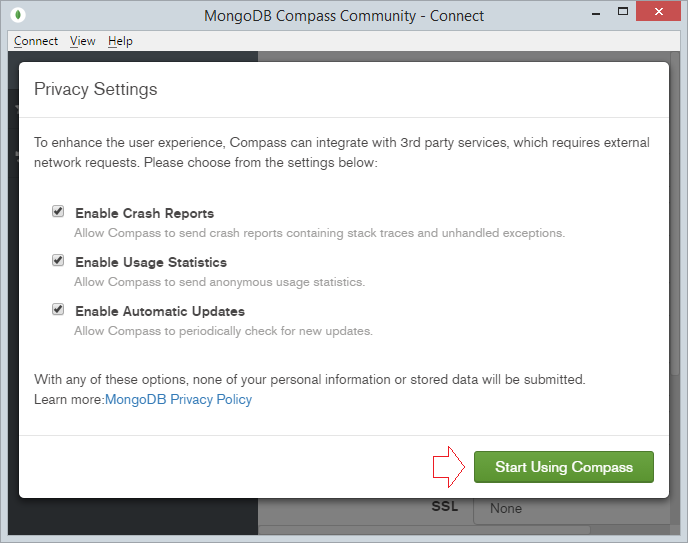 MongoDB Compass Community - Connect
Connect View Help
Privacy Settings
To enhance the user experience, Compass can integrate with 3rd party services, which requires external
network requests. Please choose from the settings below:
Enable Crash Reports
Allow Compass to send crash reports containing stack traces and unhandled exceptions.
Enable Usage Statistics
Allow Compass to send anonymous usage statistics.
Enable Automatic Updates
Allow Compass to periodically check for new updates.
With any of these options, none of your personal information or stored data will be submitted.
Learn more:MongoDB Privacy Policy
Start Using Compass
SSL None